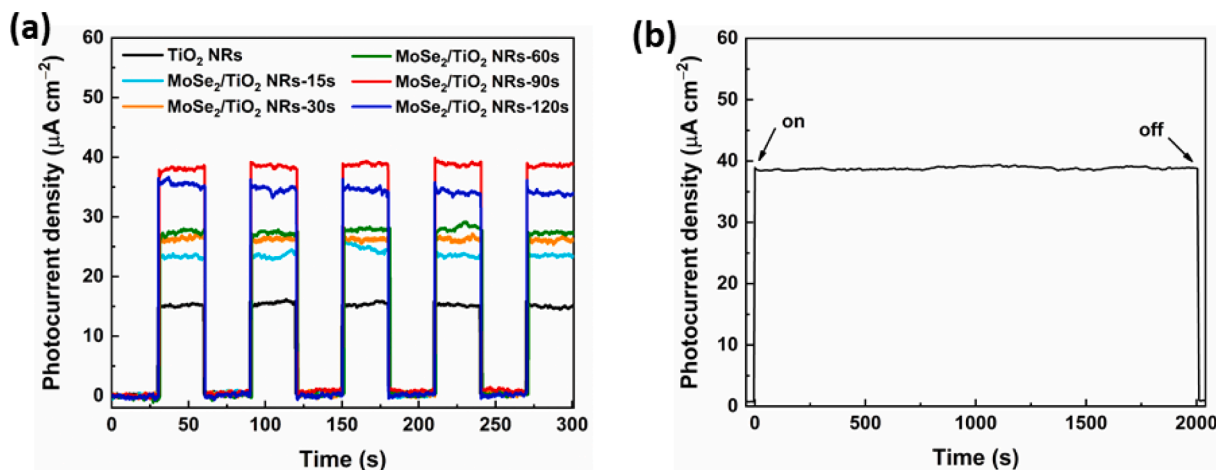 (a)
TiO₂ NRs
MoSe₂/TiO₂ NRs-15s
MoSe₂/TiO₂ NRs-30s
MoSe₂/TiO₂ NRs-60s
MoSe₂/TiO₂ NRs-90s
MoSe₂/TiO₂ NRs-120s
Photocurrent density (μA cm⁻²)
60
50
40
30
20
10
0
0
50
100
150
200
250
300
Time (s)
(b)
on
off
Photocurrent density (μA cm⁻²)
60
50
40
30
20
10
0
0
500
1000
1500
2000
Time (s)